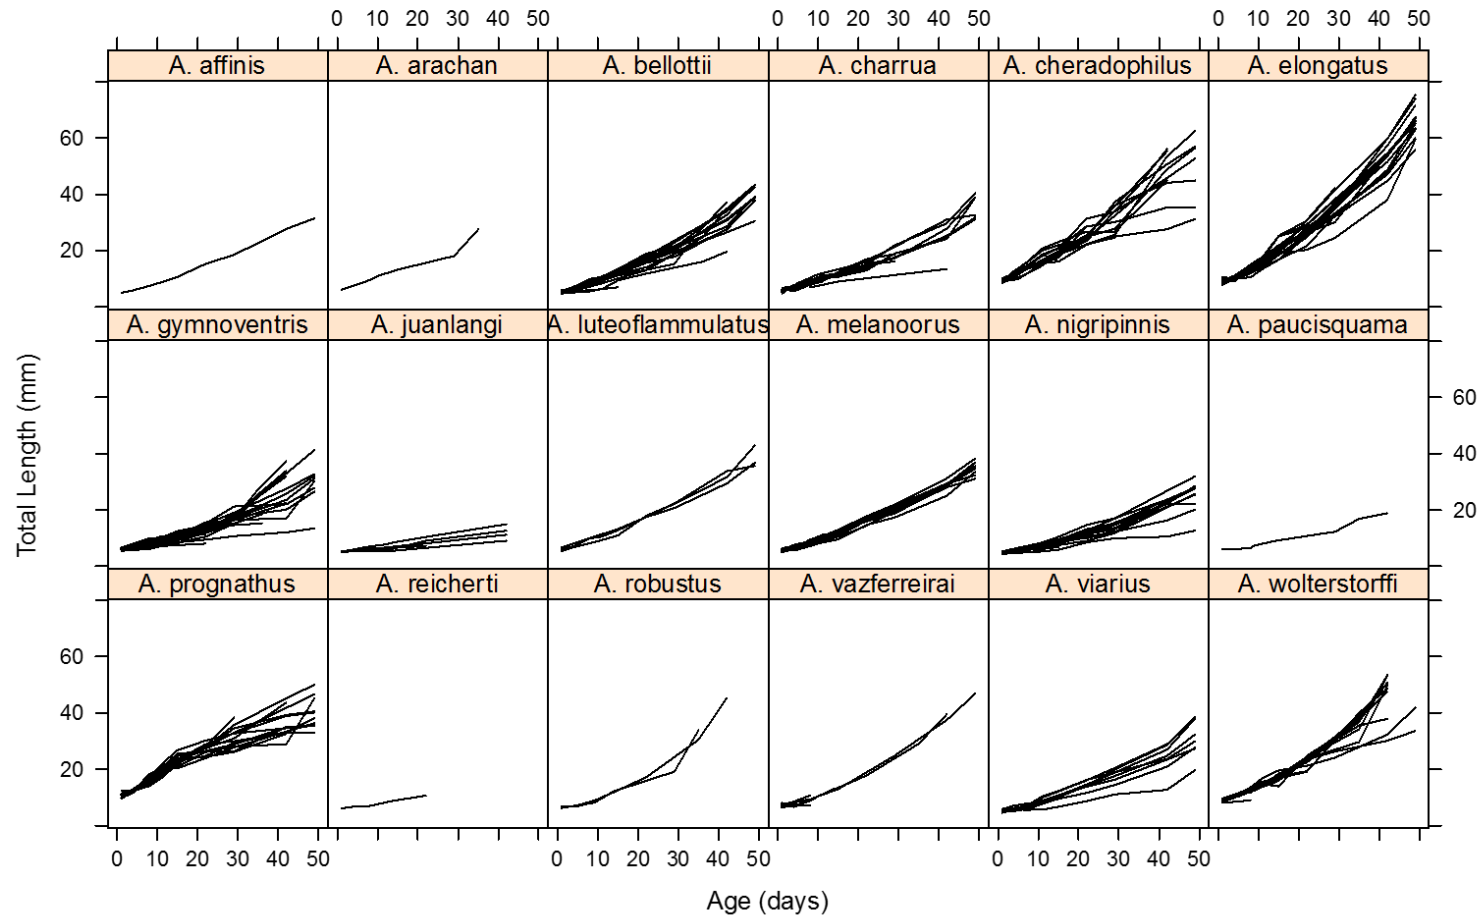 0 10 20 30 40 50 0 10 20 30 40 50 0 10 20 30 40 50
A. affinis A. arachan A. bellottii A. charrua A. cheradophilus A. elongatus
60
40
20
A. gymnoventris A. juanlangi A. luteoflammulatus A. melanoorus A. nigripinnis A. paucisquama
Total Length (mm)
60
40
20
A. prognathus A. reicherti A. robustus A. vazferreirai A. viarius A. wolterstorffi
60
40
20
0 10 20 30 40 50 0 10 20 30 40 50 0 10 20 30 40 50
Age (days)